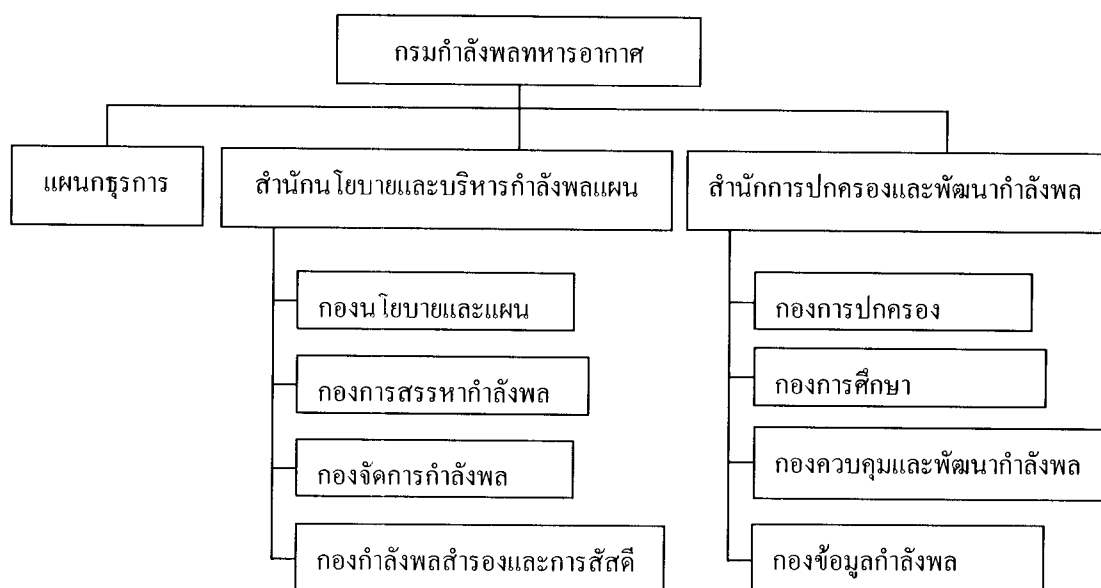 กรมกำลังพลทหารอากาศ
แผนกธุรการ
สำนักนโยบายและบริหารกำลังพลแผน
สำนักการปกครองและพัฒนากำลังพล
กองนโยบายและแผน
กองการสรรหากำลังพล
กองจัดการกำลังพล
กองกำลังพลสำรองและการสัสดี
กองการปกครอง
กองการศึกษา
กองควบคุมและพัฒนากำลังพล
กองข้อมูลกำลังพล